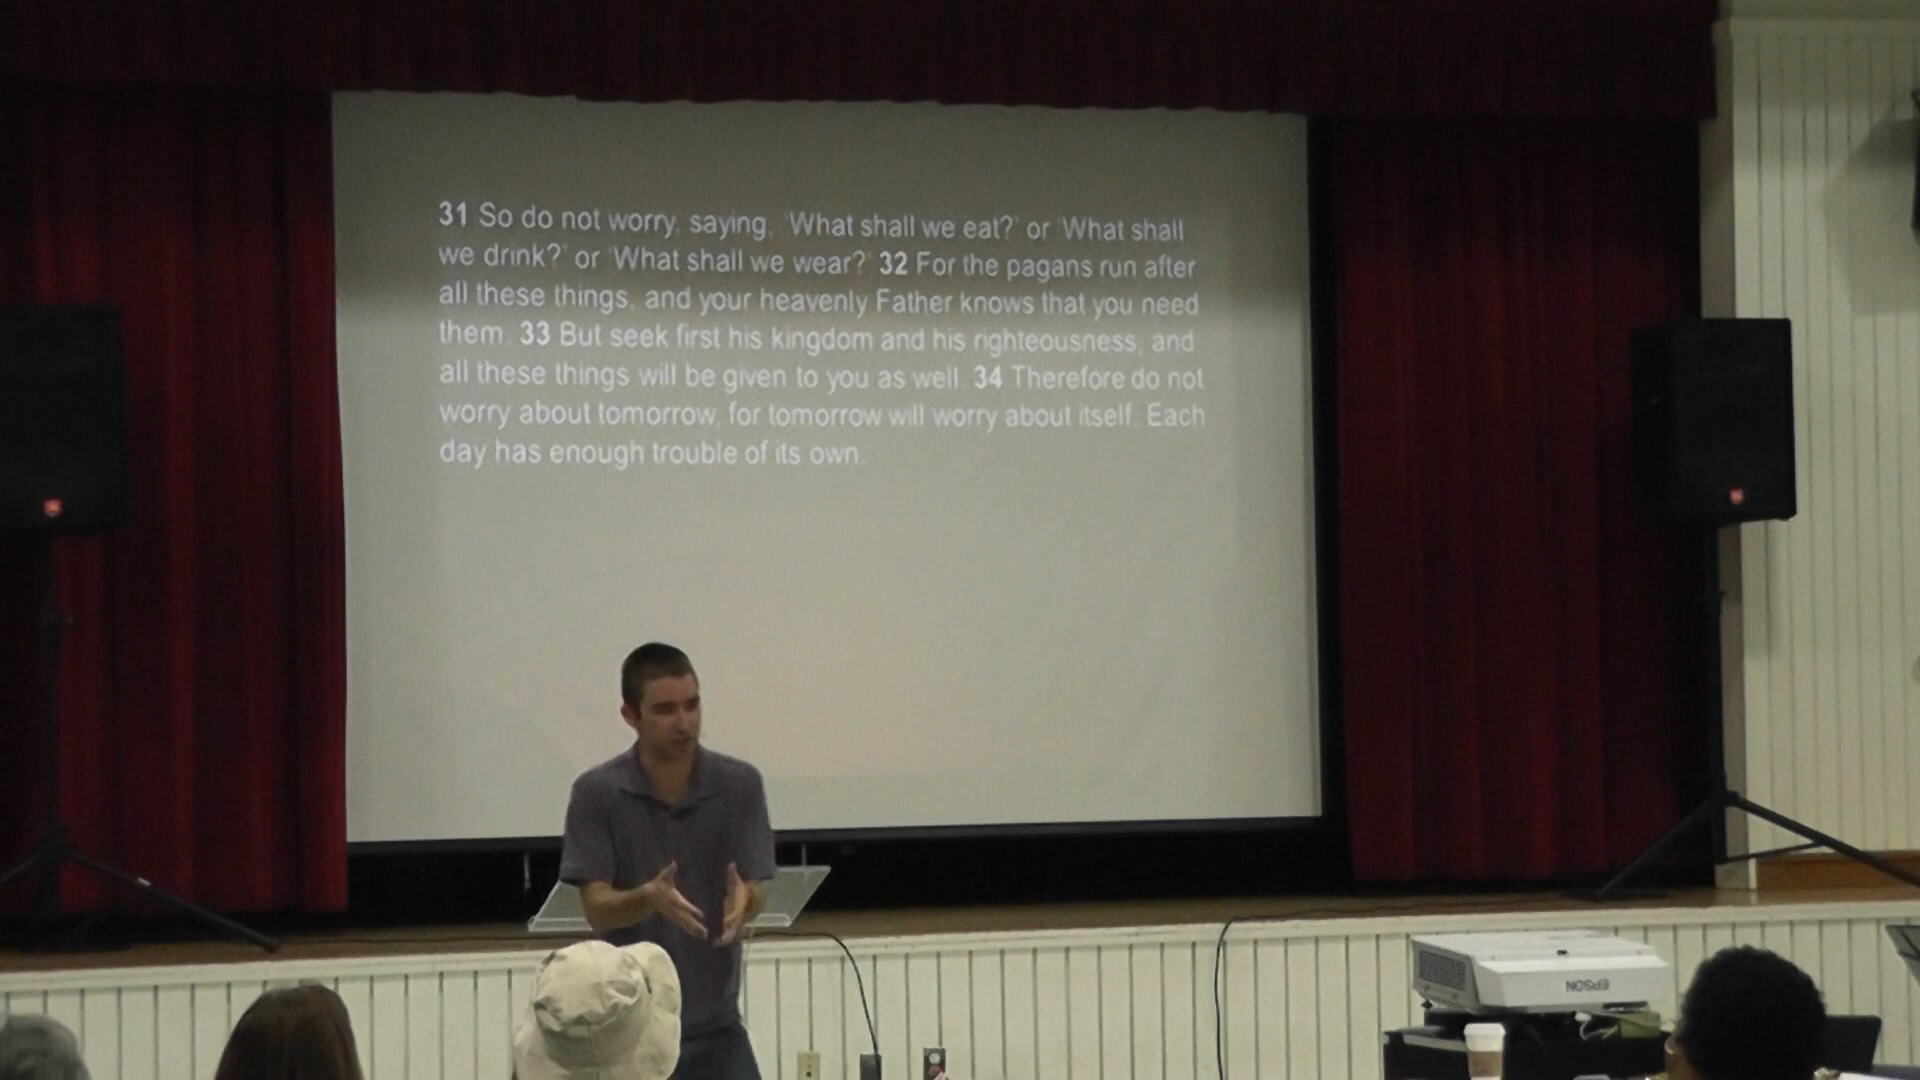 31 So do not worry, saying, 'What shall we eat?' or 'What shall
we drink?' or 'What shall we wear?' 32 For the pagans run after
all these things, and your heavenly Father knows that you need
them. 33 But seek first his kingdom and his righteousness, and
all these things will be given to you as well. 34 Therefore do not
worry about tomorrow, for tomorrow will worry about itself. Each
day has enough trouble of its own.
EPSON